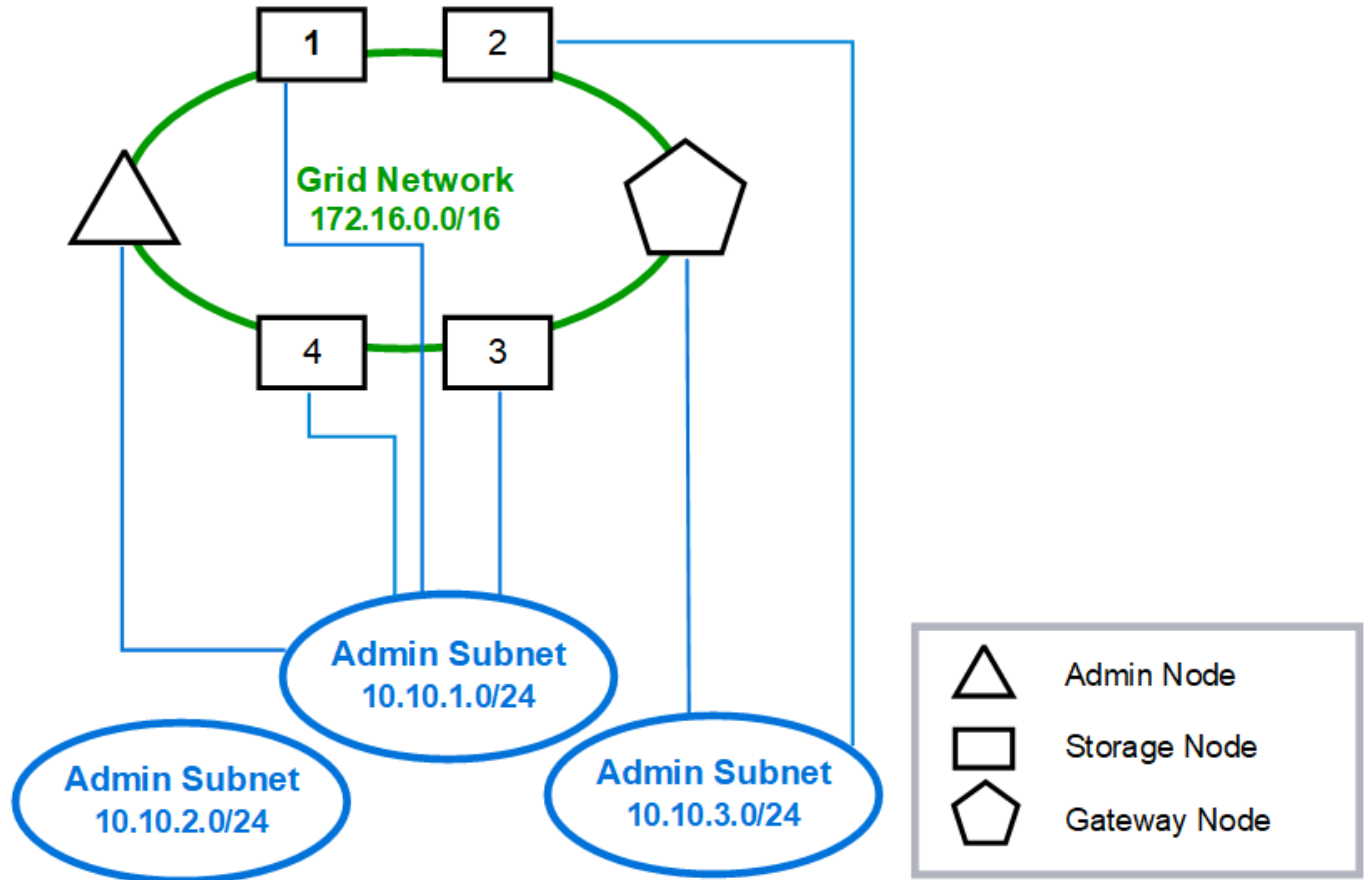 1
2
Grid Network
172.16.0.0/16
4
3
Admin Subnet
10.10.1.0/24
Admin Subnet
10.10.2.0/24
Admin Subnet
10.10.3.0/24
Admin Node
Storage Node
Gateway Node